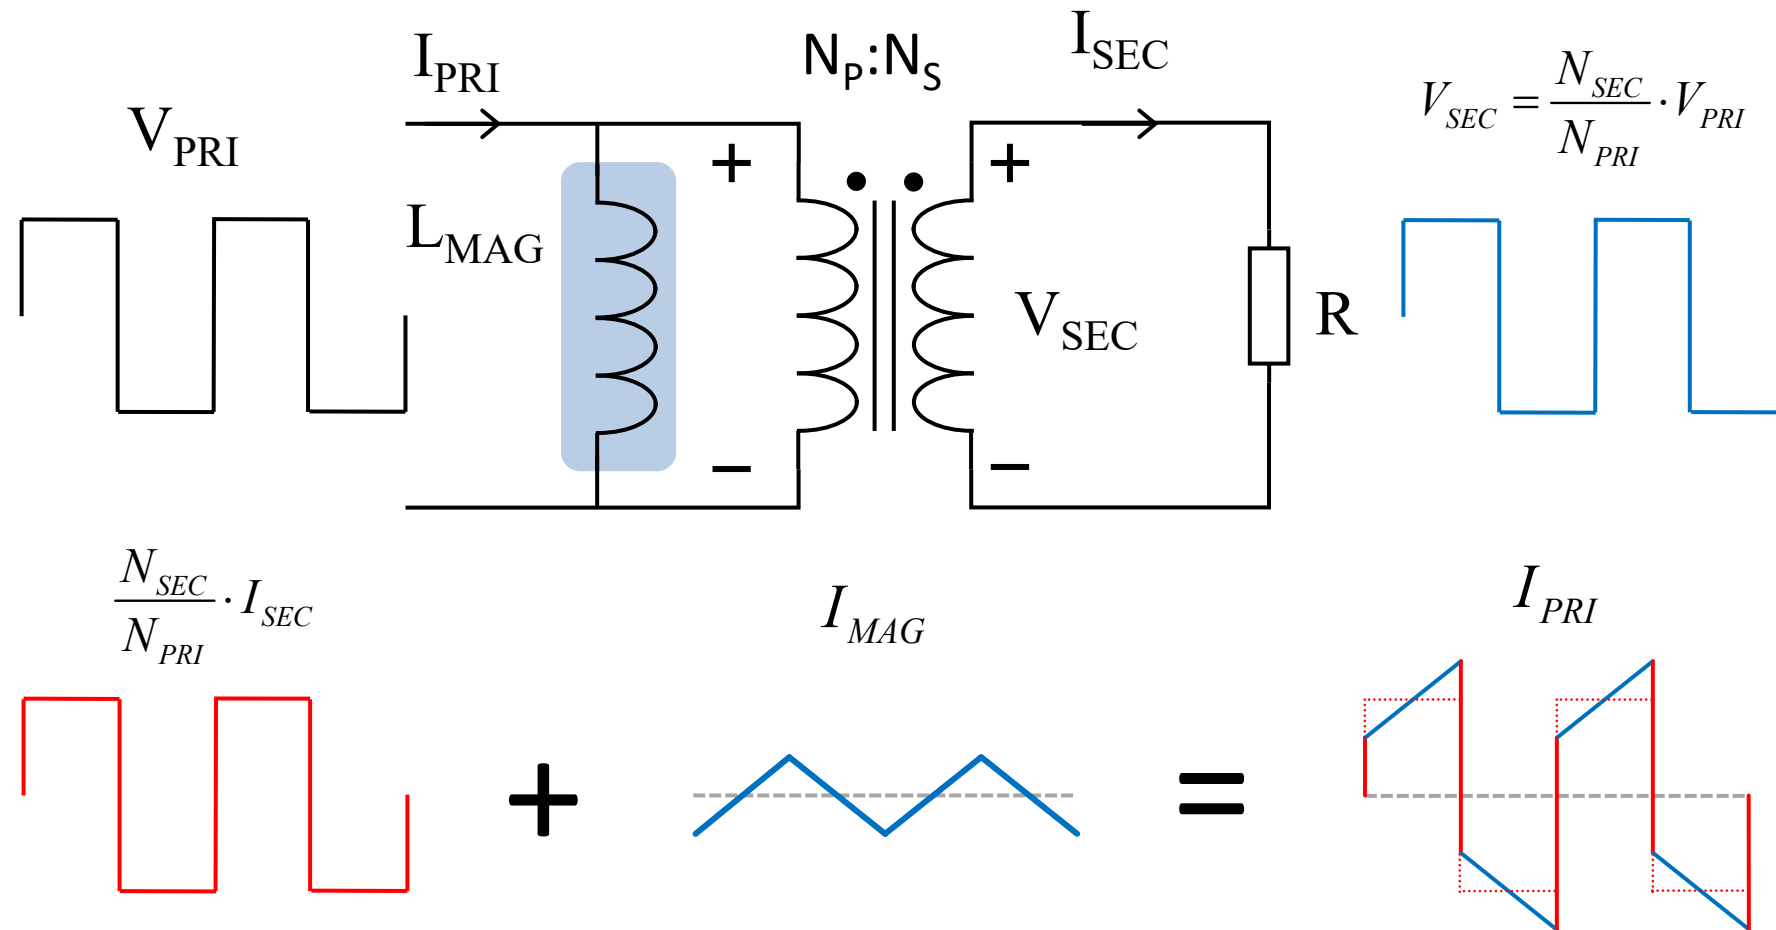 I_PRI
N_P:N_S
I_SEC
V_PRI
V_SEC = N_SEC / N_PRI · V_PRI
+
+
L_MAG
V_SEC
R
−
−
N_SEC / N_PRI · I_SEC
I_MAG
I_PRI
+
=